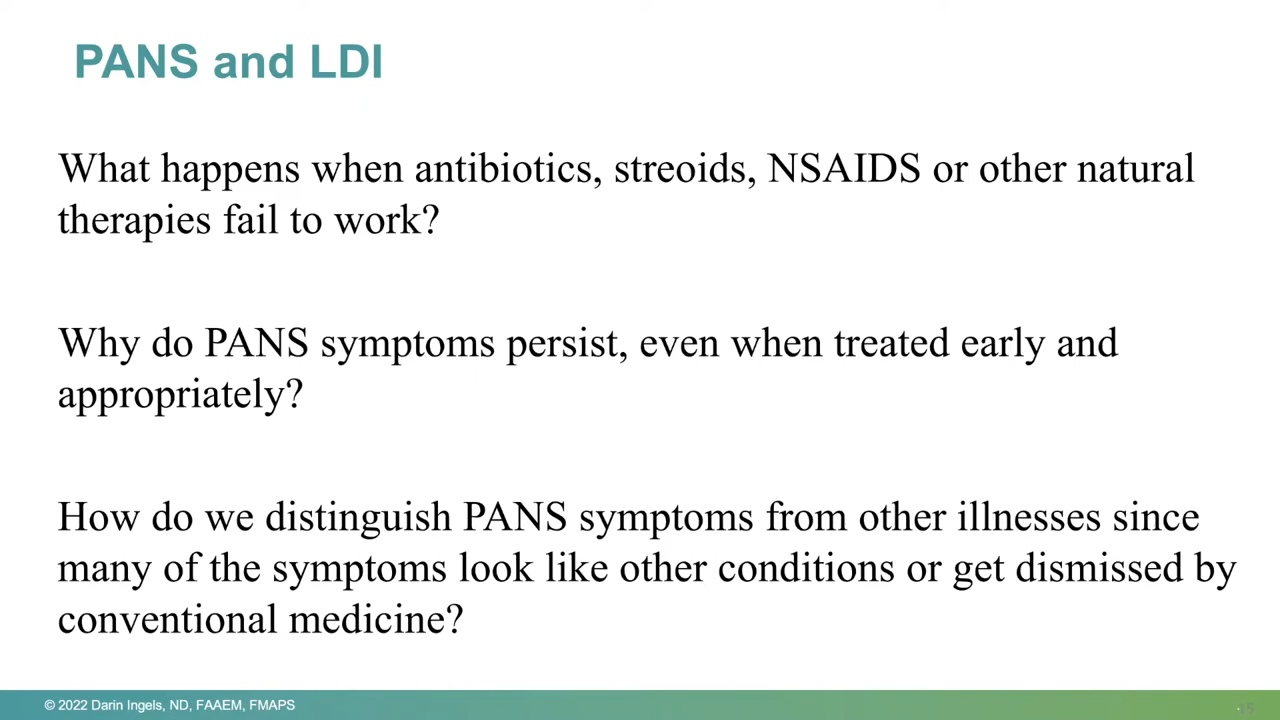 PANS and LDI
What happens when antibiotics, streoids, NSAIDS or other natural
therapies fail to work?
Why do PANS symptoms persist, even when treated early and
appropriately?
How do we distinguish PANS symptoms from other illnesses since
many of the symptoms look like other conditions or get dismissed by
conventional medicine?
© 2022 Darin Ingels, ND, FAAEM, FMAPS
15